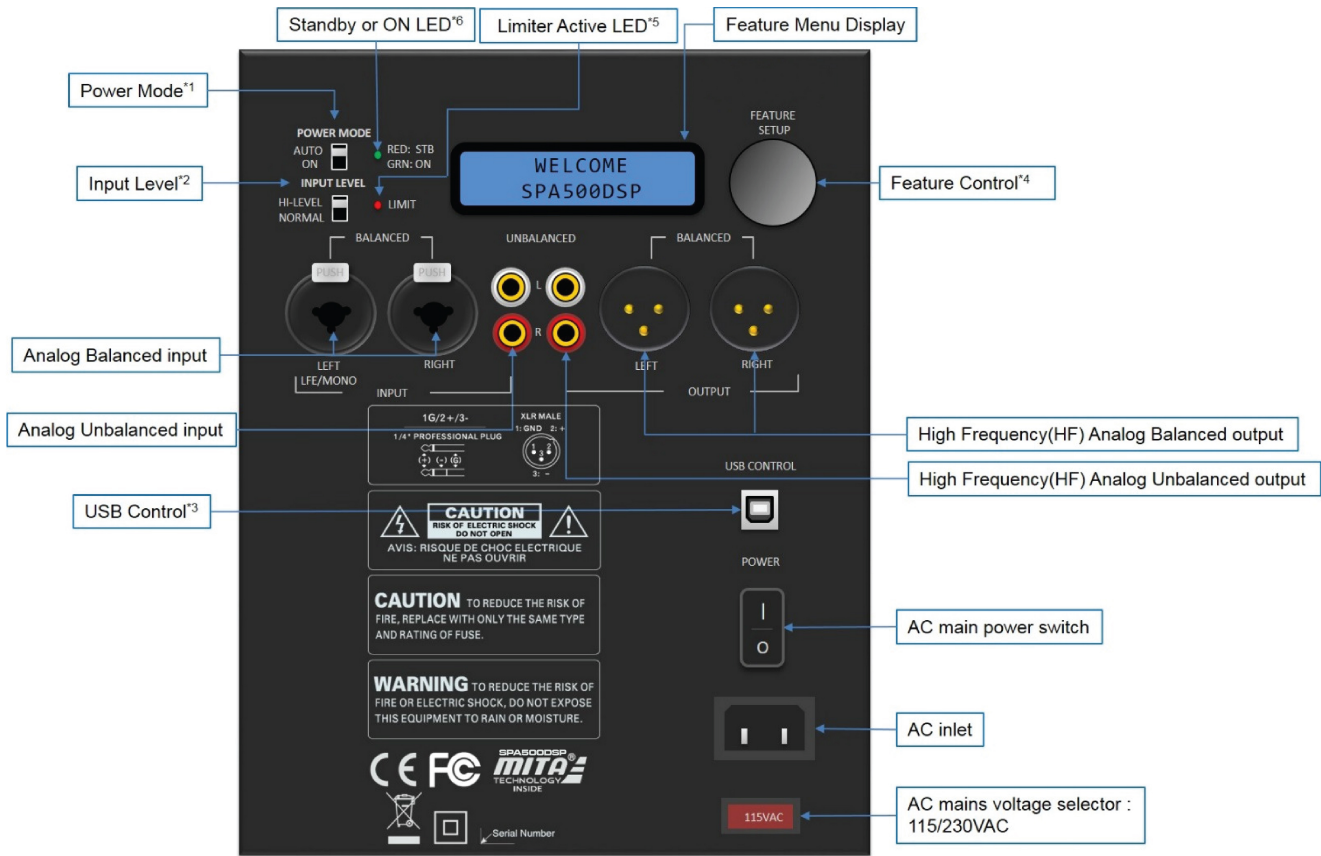 Standby or ON LED*6
Limiter Active LED*5
Feature Menu Display
Power Mode*1
POWER MODE
AUTO
ON
RED: STB
GRN: ON
FEATURE
SETUP
WELCOME
SPA500DSP
Input Level*2
INPUT LEVEL
HI-LEVEL
NORMAL
LIMIT
Feature Control*4
BALANCED
UNBALANCED
BALANCED
PUSH
PUSH
L
R
Analog Balanced input
LEFT
LFE/MONO
RIGHT
INPUT
LEFT
RIGHT
OUTPUT
Analog Unbalanced input
1G/2+/3-
1/4" PROFESSIONAL PLUG
(+) (-) (G)
XLR MALE
1: GND 2: +
1 2
3
3: -
High Frequency(HF) Analog Balanced output
High Frequency(HF) Analog Unbalanced output
USB CONTROL
USB Control*3
CAUTION
RISK OF ELECTRIC SHOCK
DO NOT OPEN
AVIS: RISQUE DE CHOC ELECTRIQUE
NE PAS OUVRIR
POWER
CAUTION TO REDUCE THE RISK OF
FIRE, REPLACE WITH ONLY THE SAME TYPE
AND RATING OF FUSE.
I
O
AC main power switch
WARNING TO REDUCE THE RISK OF
FIRE OR ELECTRIC SHOCK, DO NOT EXPOSE
THIS EQUIPMENT TO RAIN OR MOISTURE.
AC inlet
CE FC
SPA500DSP
MITA®
TECHNOLOGY
INSIDE
Serial Number
115VAC
AC mains voltage selector :
115/230VAC